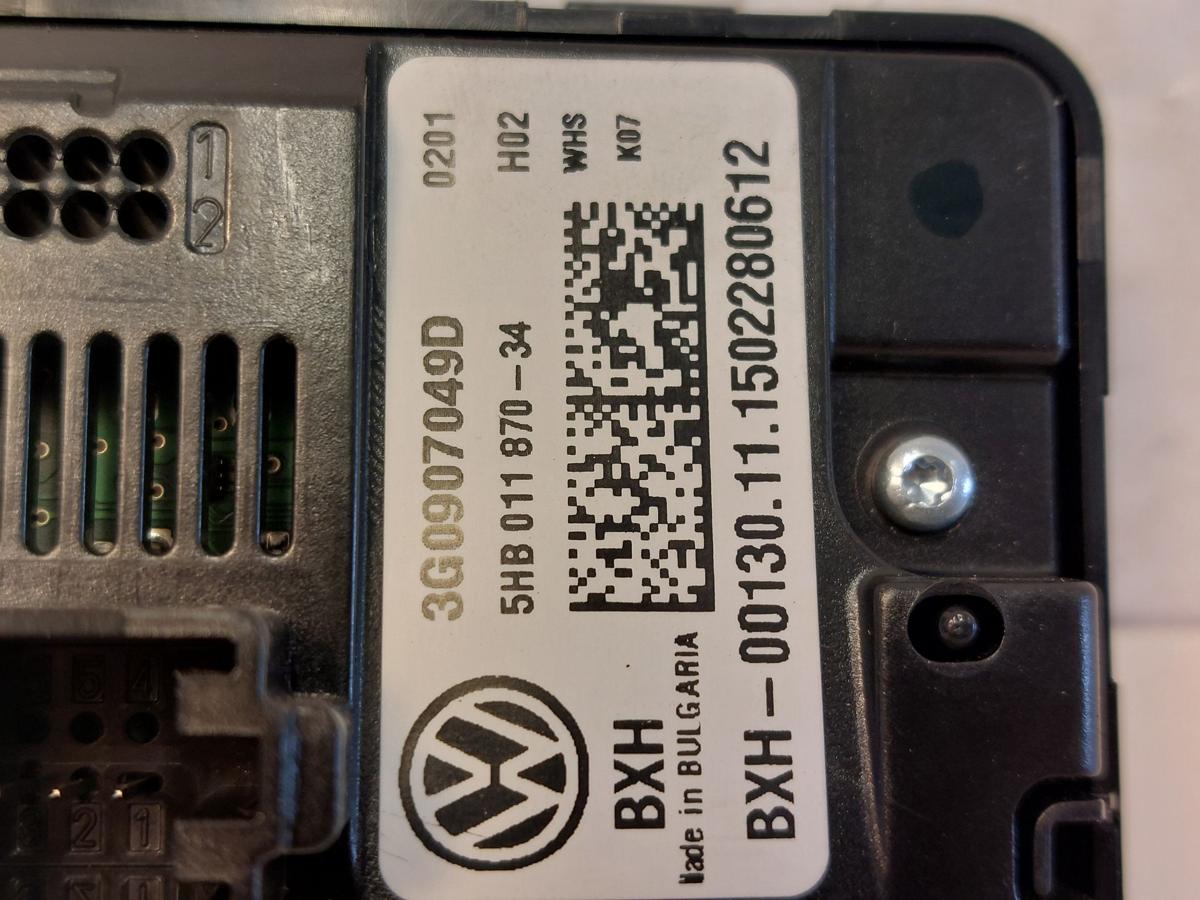 3G0907049D 0201
5HB 011 870-34 H02
WHS
K07
BXH
Made in BULGARIA
BXH-00130.11.1502280612
1
2
5 4
2 1